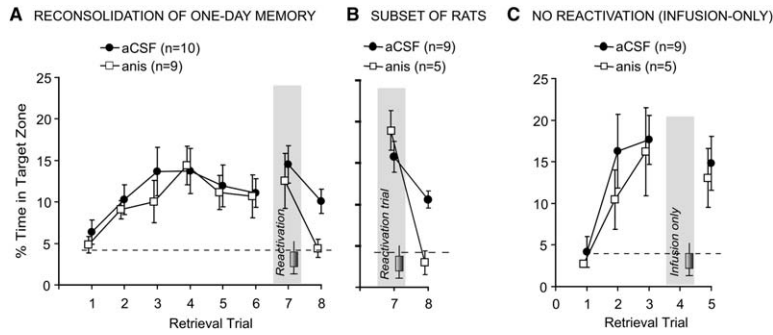 A RECONSOLIDATION OF ONE-DAY MEMORY
aCSF (n=10)
anis (n=9)
% Time in Target Zone
25
20
15
10
5
0
Reactivation
1 2 3 4 5 6 7 8
Retrieval Trial
B SUBSET OF RATS
aCSF (n=9)
anis (n=5)
Reactivation trial
7 8
C NO REACTIVATION (INFUSION-ONLY)
aCSF (n=9)
anis (n=5)
25
20
15
10
5
0
Infusion only
0 1 2 3 4 5
Retrieval Trial